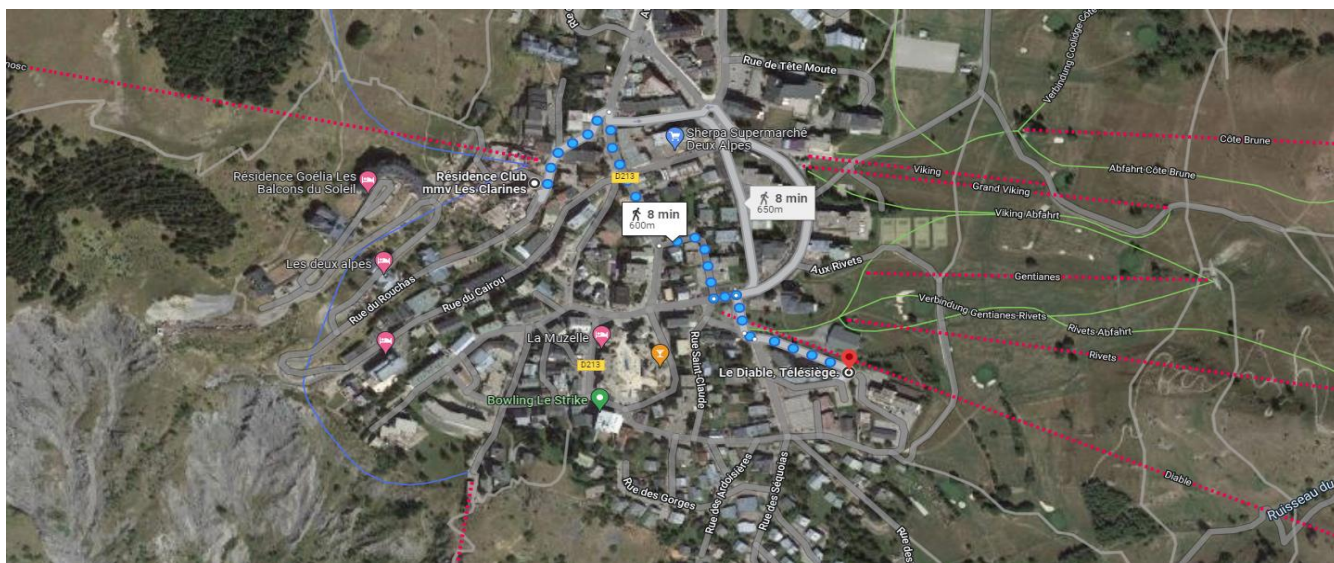 Rue de Tête Moute
Verbindung Coolidge Côte
Sherpa Supermarché
Deux Alpes
Côte Brune
Viking
Grand Viking
Abfahrt Côte Brune
Viking Abfahrt
Résidence Goélia Les
Balcons du Soleil
Résidence Club
mmv Les Clarines
D213
8 min
600m
8 min
650m
Les deux alpes
Rue du Rouchas
Rue du Cairou
Aux Rivets
Gentianes
Verbindung Gentianes-Rivets
Rivets Abfahrt
Rivets
La Muzelle
D213
Rue Saint-Claude
Le Diable, Télésiège
Bowling Le Strike
Diable
Rue des Gorges
Rue des Ardoisières
Rue des Séquoias
Rue des
Ruisseau du